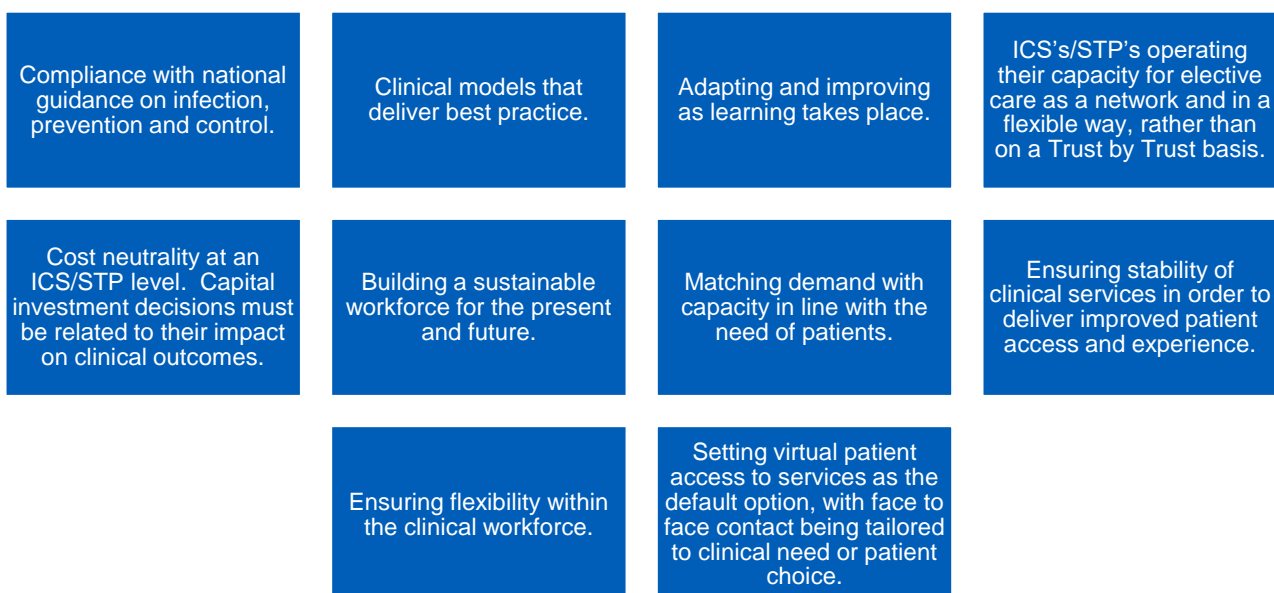 Compliance with national
guidance on infection,
prevention and control.
Clinical models that
deliver best practice.
Adapting and improving
as learning takes place.
ICS's/STP's operating
their capacity for elective
care as a network and in a
flexible way, rather than
on a Trust by Trust basis.
Cost neutrality at an
ICS/STP level.  Capital
investment decisions must
be related to their impact
on clinical outcomes.
Building a sustainable
workforce for the present
and future.
Matching demand with
capacity in line with the
need of patients.
Ensuring stability of
clinical services in order to
deliver improved patient
access and experience.
Ensuring flexibility within
the clinical workforce.
Setting virtual patient
access to services as the
default option, with face to
face contact being tailored
to clinical need or patient
choice.